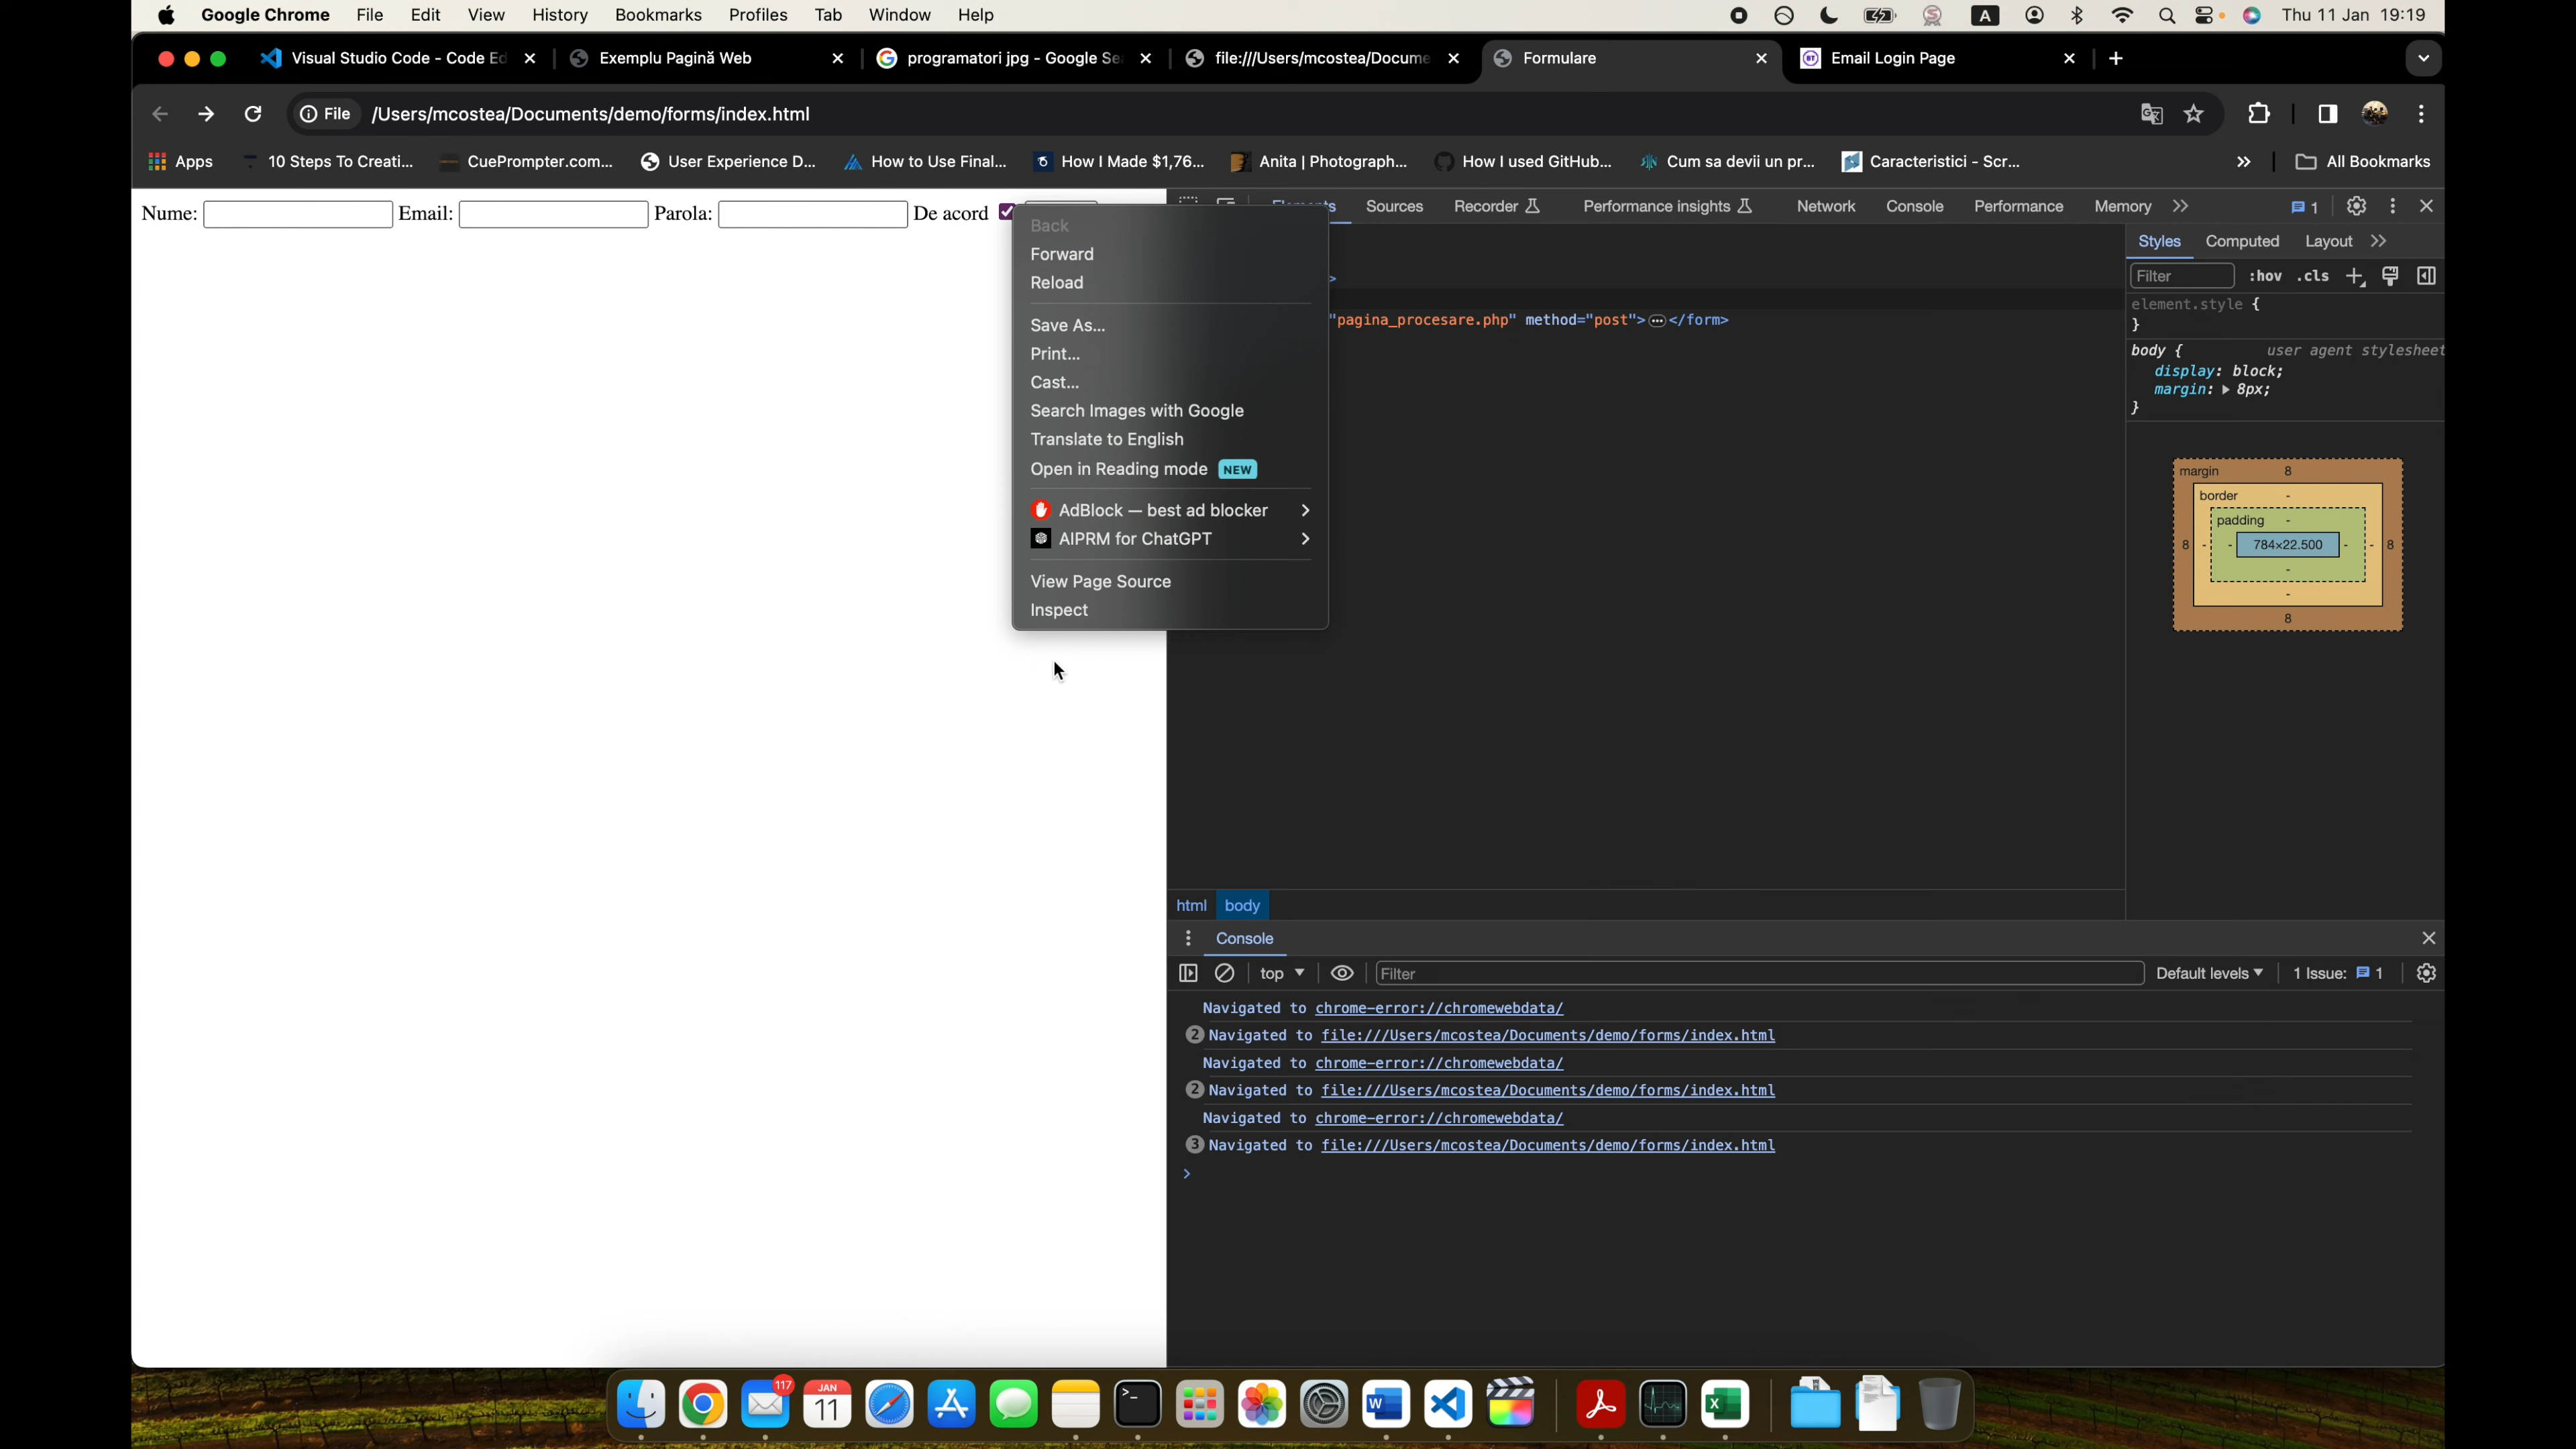 Google Chrome File Edit View History Bookmarks Profiles Tab Window Help A Thu 11 Jan 19:19
Visual Studio Code - Code Ed Exemplu Pagină Web programatori jpg - Google Se file:///Users/mcostea/Docume Formulare Email Login Page
File /Users/mcostea/Documents/demo/forms/index.html
Apps 10 Steps To Creati... CuePrompter.com... User Experience D... How to Use Final... How I Made $1,76... Anita | Photograph... How I used GitHub... Cum sa devii un pr... Caracteristici - Scr... » All Bookmarks
Nume: Email: Parola: De acord
Elements Sources Recorder Performance insights Network Console Performance Memory » 1
Back
Forward
Reload
Save As...
Print...
Cast...
Search Images with Google
Translate to English
Open in Reading mode NEW
AdBlock — best ad blocker
AIPRM for ChatGPT
View Page Source
Inspect
>
"pagina_procesare.php" method="post"> ⋯ </form>
Styles Computed Layout »
Filter :hov .cls
element.style {
}
body { user agent stylesheet
display: block;
margin: 8px;
}
margin 8
border -
padding -
8 - - 784×22.500 - - 8
-
-
8
html body
Console
top Filter Default levels 1 Issue: 1
Navigated to chrome-error://chromewebdata/
2 Navigated to file:///Users/mcostea/Documents/demo/forms/index.html
Navigated to chrome-error://chromewebdata/
2 Navigated to file:///Users/mcostea/Documents/demo/forms/index.html
Navigated to chrome-error://chromewebdata/
3 Navigated to file:///Users/mcostea/Documents/demo/forms/index.html
>
117
JAN
11